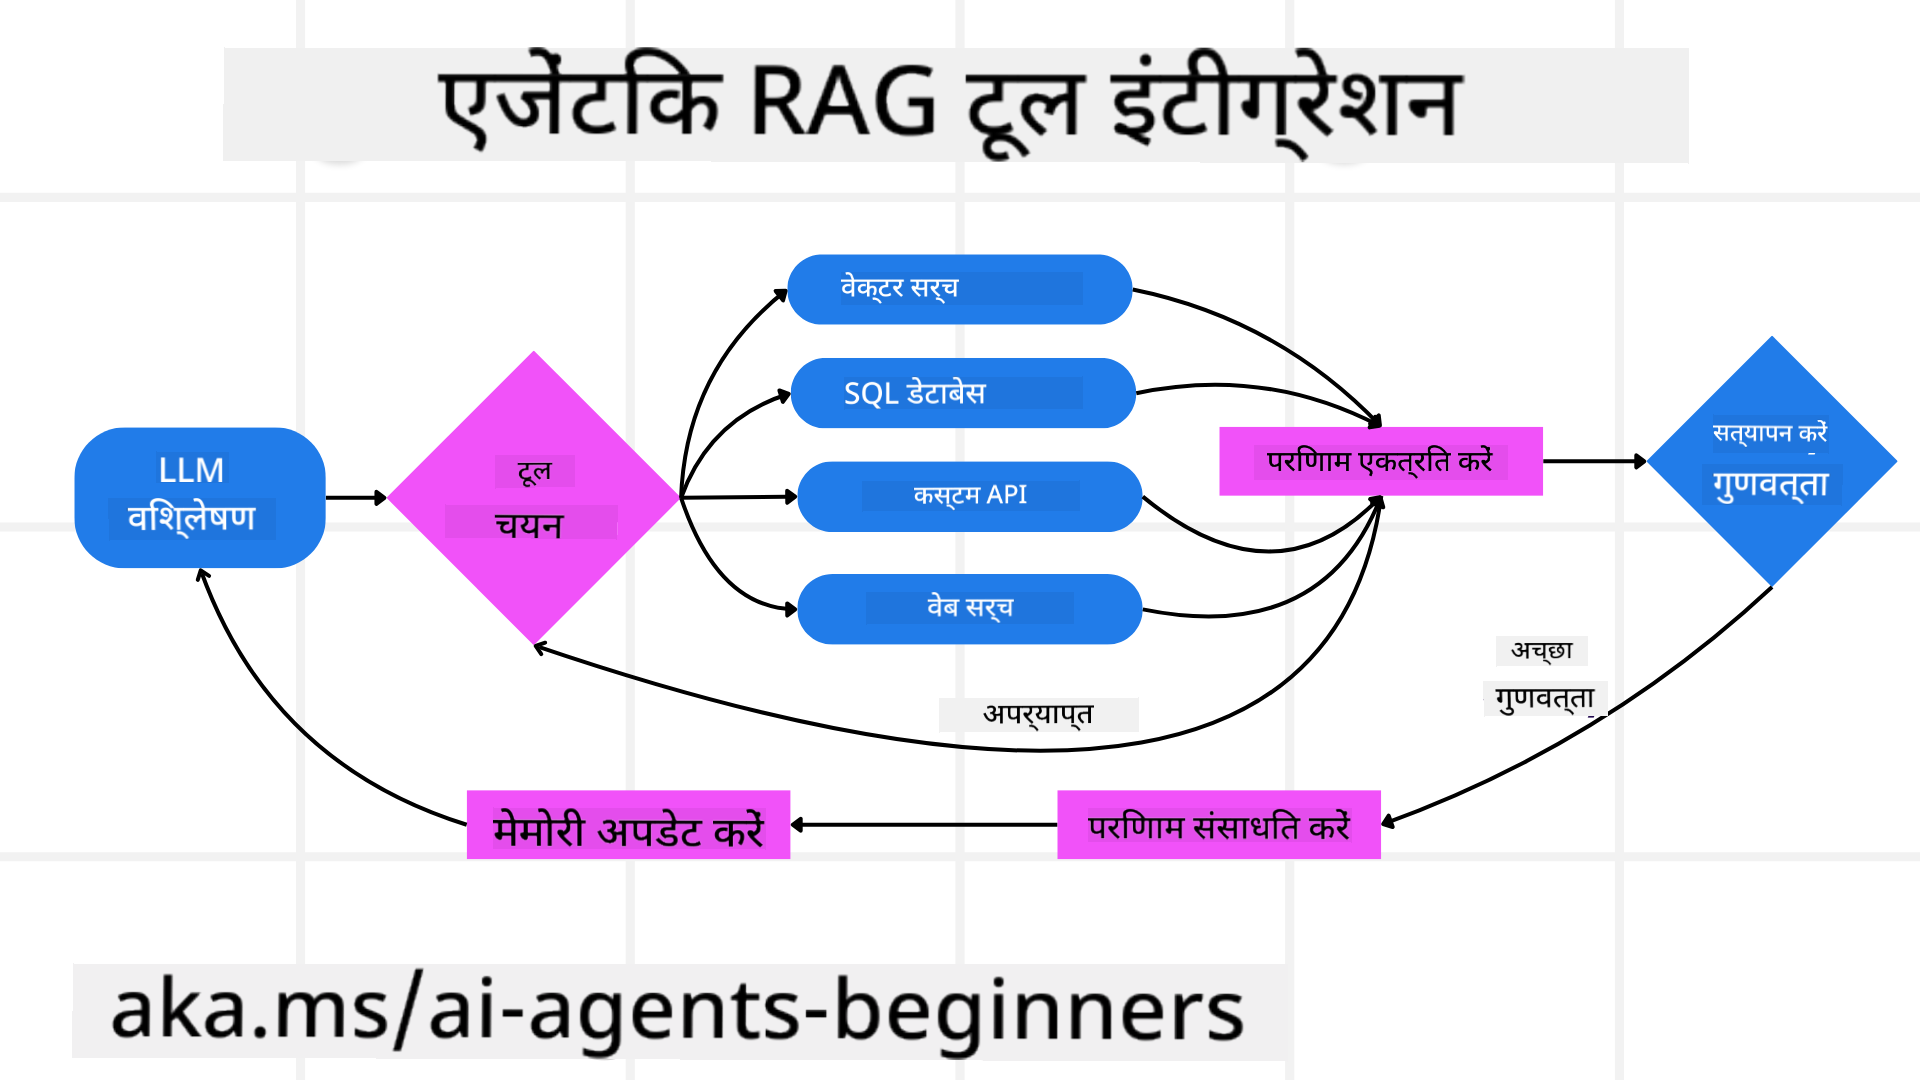 एजेंटिक RAG टूल इंटीग्रेशन
वेक्टर सर्च
SQL डेटाबेस
सत्यापन करें
गुणवत्ता
परिणाम एकत्रित करें
LLM
विश्लेषण
टूल
चयन
कस्टम API
वेब सर्च
अच्छा
गुणवत्ता
अपर्याप्त
मेमोरी अपडेट करें
परिणाम संसाधित करें
aka.ms/ai-agents-beginners